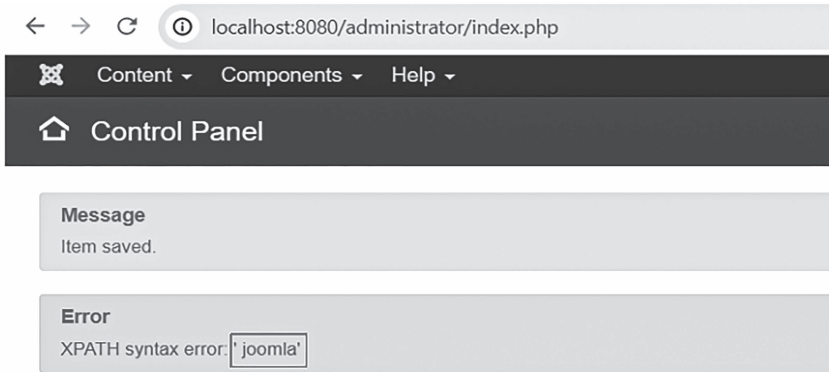 localhost:8080/administrator/index.php
Content Components Help
Control Panel
Message
Item saved.
Error
XPATH syntax error: ' joomla'